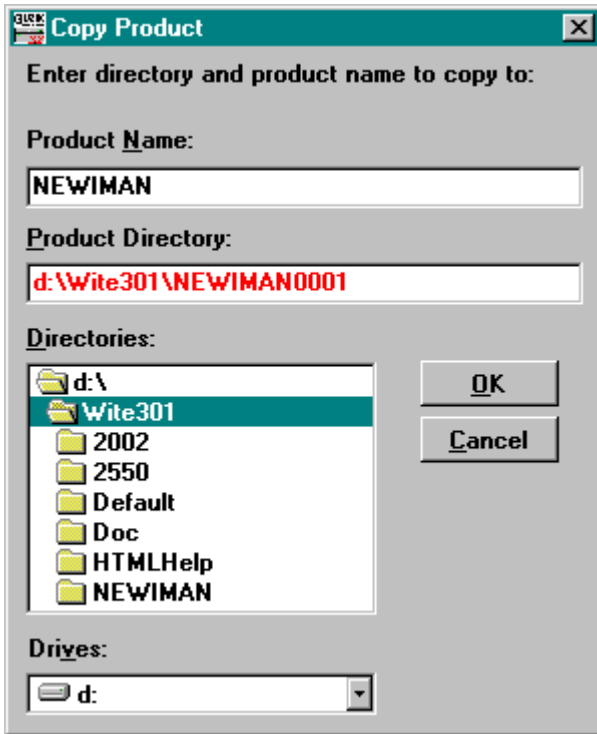 Copy Product
Enter directory and product name to copy to:
Product Name:
NEWIMAN
Product Directory:
d:\Wite301\NEWIMAN0001
Directories:
d:\
Wite301
2002
2550
Default
Doc
HTMLHelp
NEWIMAN
OK
Cancel
Drives:
d: